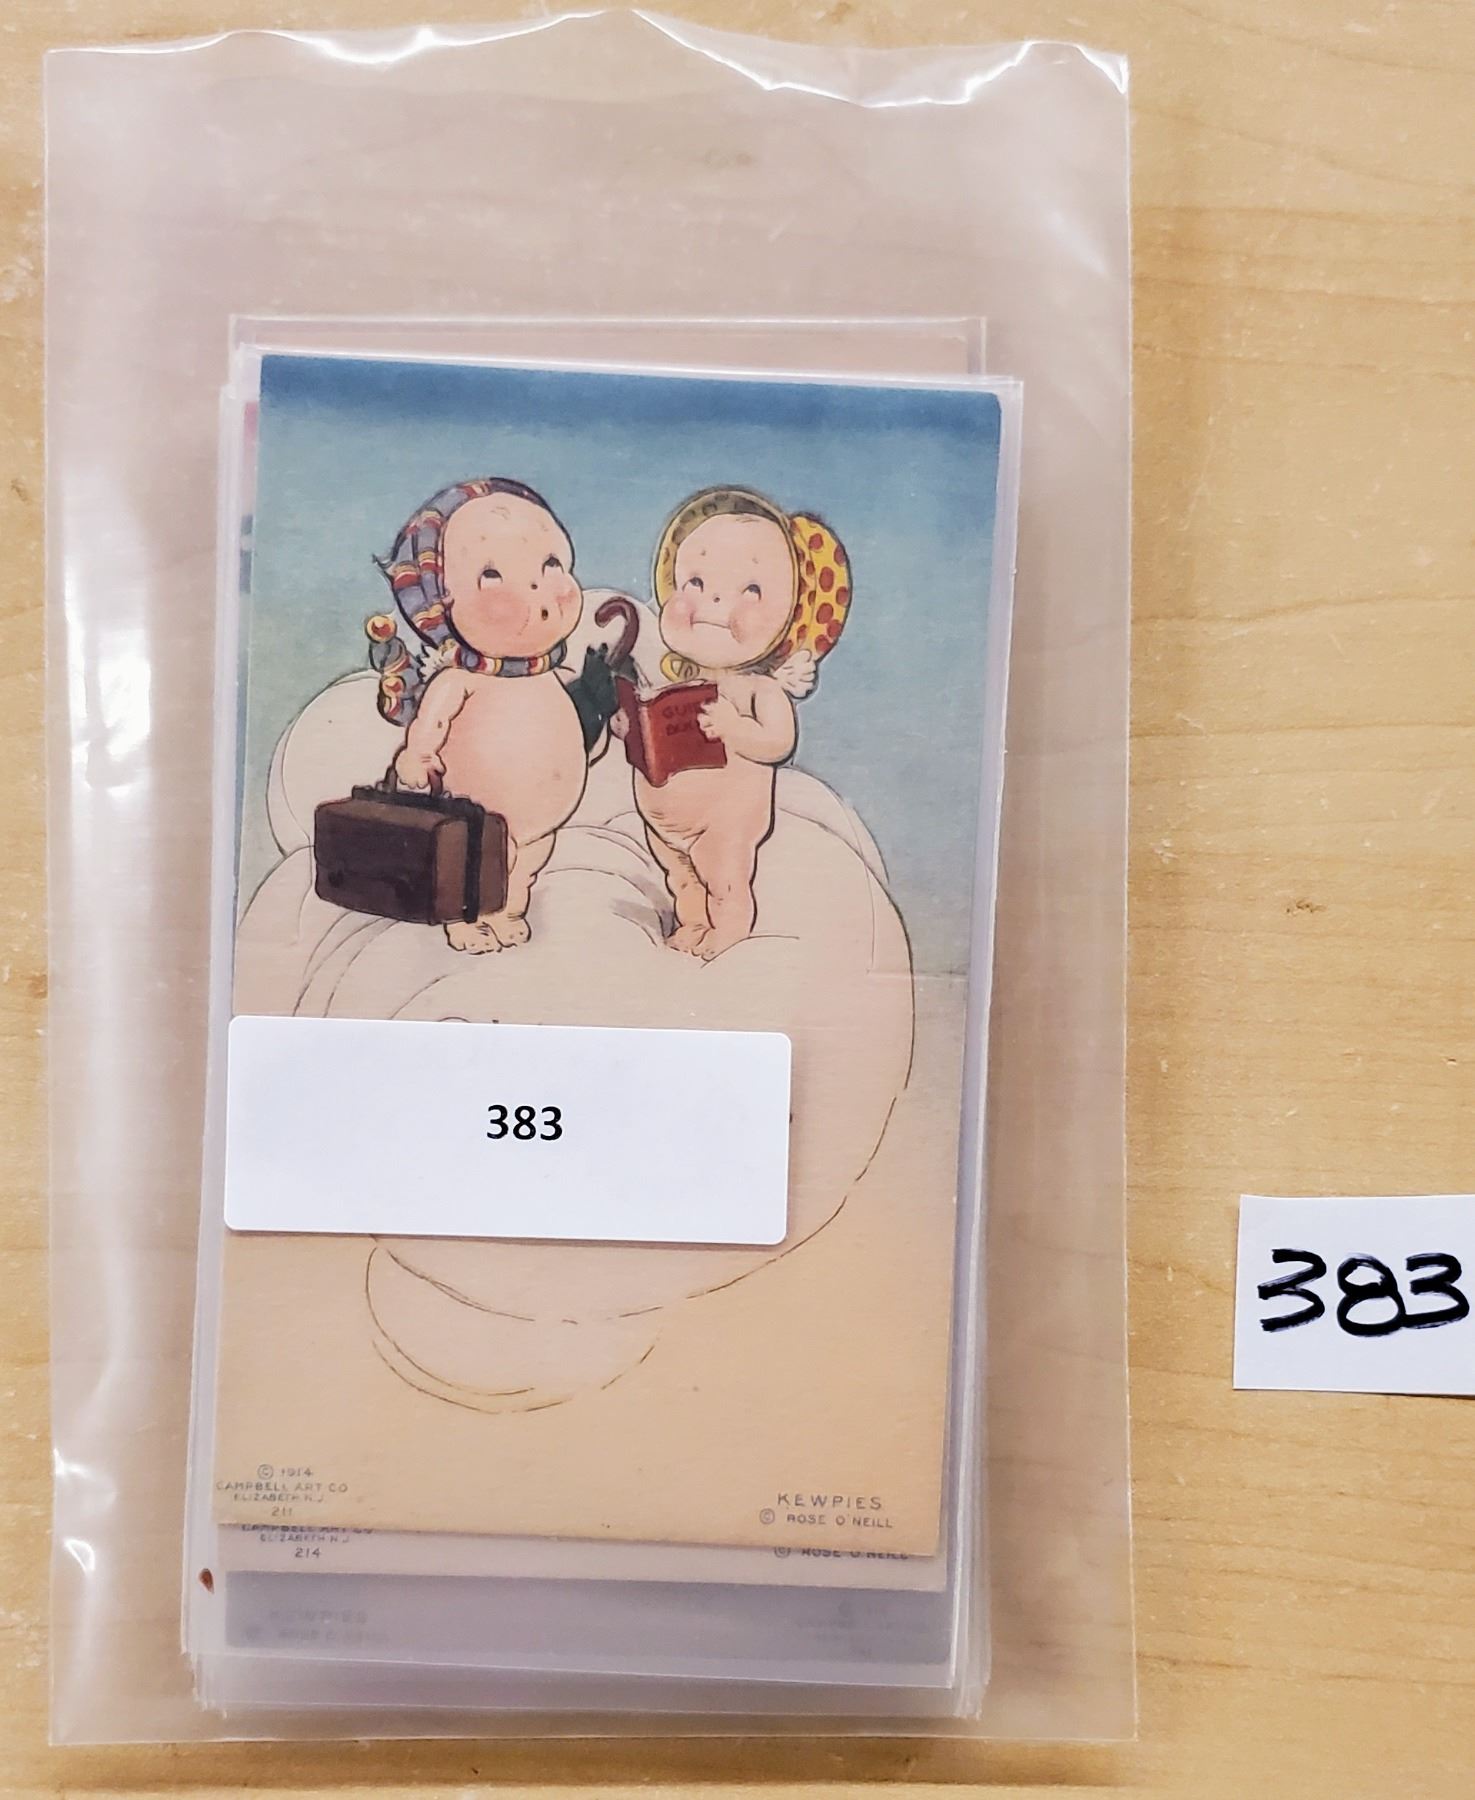 GUI
383
383
© 1914
CAMPBELL ART CO
ELIZABETH N.J
211
KEWPIES
© ROSE O'NEILL
CAMPBELL ART CO
ELIZABETH N.J
214
© ROSE O'NEILL
KEWPIES